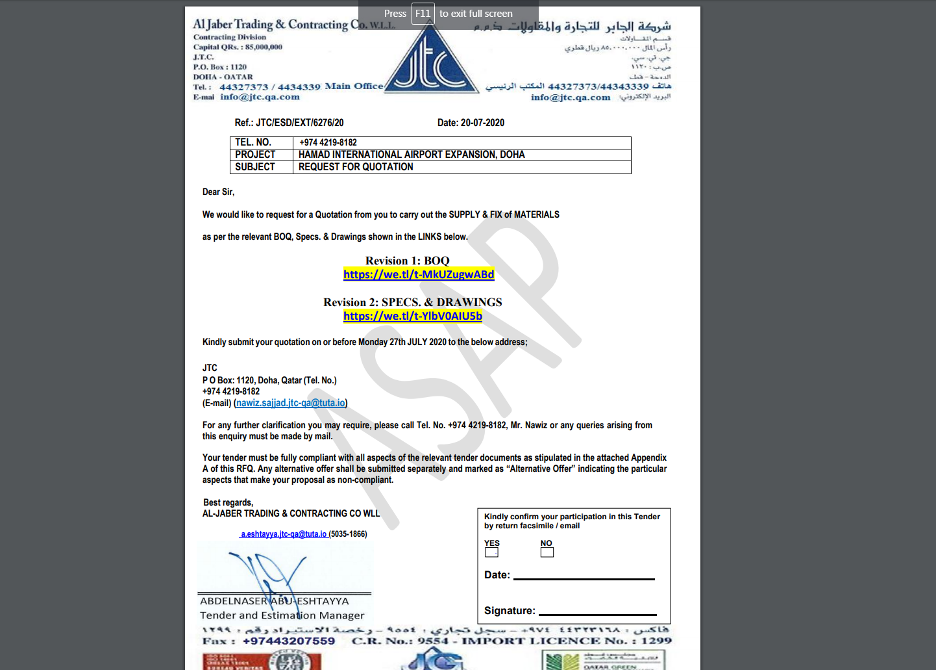 Press F11 to exit full screen
Al Jaber Trading & Contracting Co. W.L.L.
Contracting Division
Capital QRs. : 85,000,000
J.T.C.
P.O. Box : 1120
DOHA - QATAR
Tel. : 44327373 / 4434339 Main Office
E-mai info@jtc.qa.com
jtc
شركة الجابر للتجارة والمقاولات ذ.م.م
قسم المقاولات
رأس المال ٨٥,٠٠٠,٠٠٠ ريال قطري
جي. تي. سي.
ص.ب: ١١٢٠
الدوحة - قطر
هاتف 44327373/44343339 المكتب الرئيسي
البريد الإلكتروني: info@jtc.qa.com
Ref.: JTC/ESD/EXT/6276/20 Date: 20-07-2020
TEL. NO. +974 4219-8182
PROJECT HAMAD INTERNATIONAL AIRPORT EXPANSION, DOHA
SUBJECT REQUEST FOR QUOTATION
Dear Sir,
We would like to request for a Quotation from you to carry out the SUPPLY & FIX of MATERIALS
as per the relevant BOQ, Specs. & Drawings shown in the LINKS below.
Revision 1: BOQ
https://we.tl/t-MkUZugwABd
Revision 2: SPECS. & DRAWINGS
https://we.tl/t-YlbV0AIU5b
ASAP
Kindly submit your quotation on or before Monday 27th JULY 2020 to the below address;
JTC
P O Box: 1120, Doha, Qatar (Tel. No.)
+974 4219-8182
(E-mail) (nawiz.sajjad.jtc-qa@tuta.io)
For any further clarification you may require, please call Tel. No. +974 4219-8182, Mr. Nawiz or any queries arising from
this enquiry must be made by mail.
Your tender must be fully compliant with all aspects of the relevant tender documents as stipulated in the attached Appendix
A of this RFQ. Any alternative offer shall be submitted separately and marked as “Alternative Offer” indicating the particular
aspects that make your proposal as non-compliant.
Best regards,
AL-JABER TRADING & CONTRACTING CO WLL
a.eshtayya.jtc-qa@tuta.io (5035-1866)
ABDELNASER ABU-ESHTAYYA
Tender and Estimation Manager
Kindly confirm your participation in this Tender
by return facsimile / email
YES NO
Date:
Signature:
فاكس : ٤٤٣٢٣١٦٨ ٩٧٤+ - سجل تجاري : ٩٥٥٤ - رخصة الاستيراد رقم : ١٢٩٩
Fax : +97443207559 C.R. No.: 9554 - IMPORT LICENCE No. : 1299
QATAR GREEN